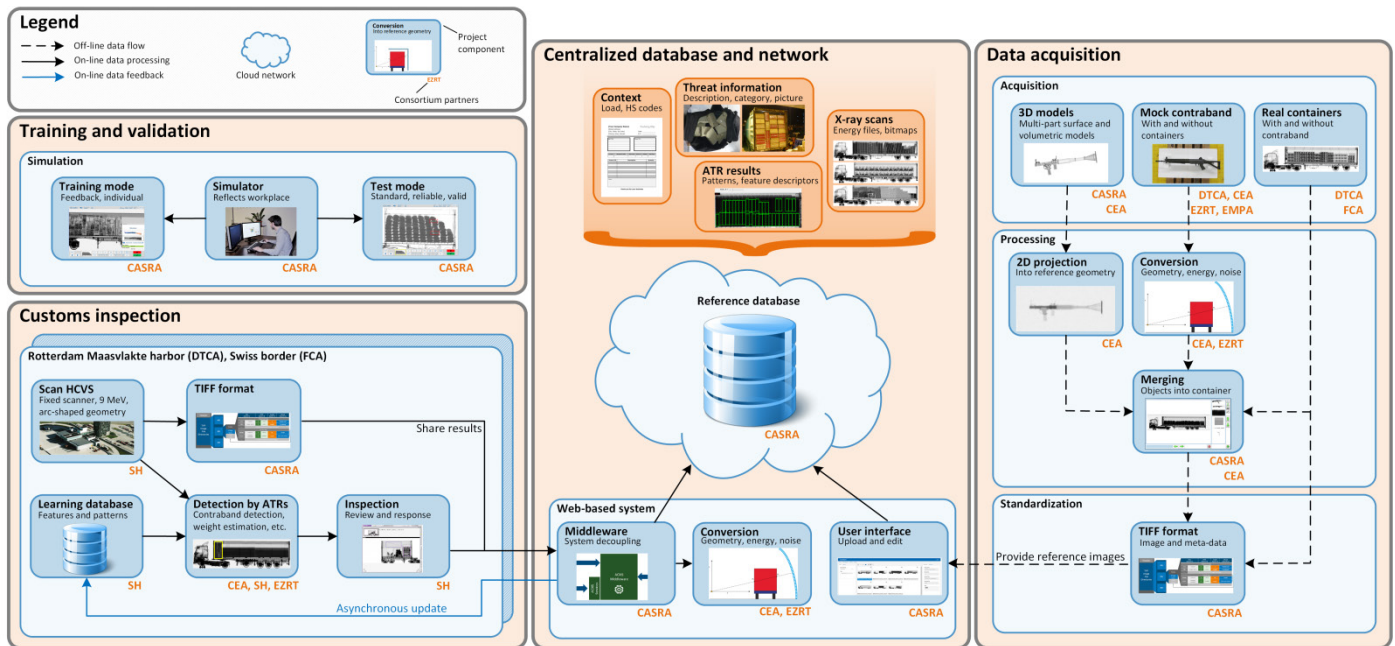 Legend
Off-line data flow
On-line data processing
On-line data feedback
Cloud network
Conversion
Into reference geometry
EZRT
Project
component
Consortium partners
Training and validation
Simulation
Training mode
Feedback, individual
CASRA
Simulator
Reflects workplace
CASRA
Test mode
Standard, reliable, valid
CASRA
Customs inspection
Rotterdam Maasvlakte harbor (DTCA), Swiss border (FCA)
Scan HCVS
Fixed scanner, 9 MeV,
arc-shaped geometry
SH
TIFF format
CASRA
Share results
Learning database
Features and patterns
SH
Detection by ATRs
Contraband detection,
weight estimation, etc.
CEA, SH, EZRT
Inspection
Review and response
SH
Asynchronous update
Centralized database and network
Context
Load, HS codes
Threat information
Description, category, picture
X-ray scans
Energy files, bitmaps
ATR results
Patterns, feature descriptors
Reference database
CASRA
Web-based system
Middleware
System decoupling
CASRA
Conversion
Geometry, energy, noise
CEA, EZRT
User interface
Upload and edit
CASRA
Data acquisition
Acquisition
3D models
Multi-part surface and
volumetric models
CASRA
CEA
Mock contraband
With and without
containers
DTCA, CEA
EZRT, EMPA
Real containers
With and without
contraband
DTCA
FCA
Processing
2D projection
Into reference geometry
CEA
Conversion
Geometry, energy, noise
CEA, EZRT
Merging
Objects into container
CASRA
CEA
Standardization
TIFF format
Image and meta-data
CASRA
Provide reference images